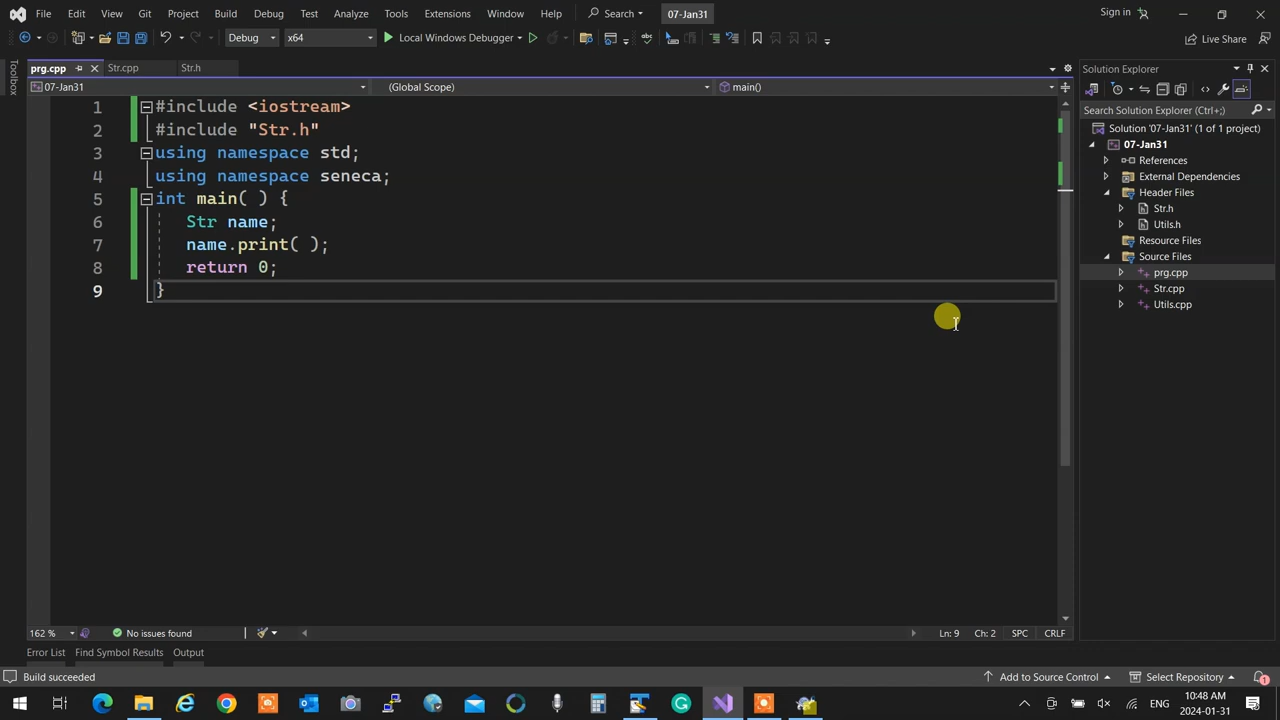 File Edit View Git Project Build Debug Test Analyze Tools Extensions Window Help Search 07-Jan31 Sign in
Debug x64 Local Windows Debugger Live Share
Toolbox
prg.cpp Str.cpp Str.h
07-Jan31 (Global Scope) main()
1 #include <iostream>
2 #include "Str.h"
3 using namespace std;
4 using namespace seneca;
5 int main( ) {
6 Str name;
7 name.print( );
8 return 0;
9 }
Solution Explorer
Search Solution Explorer (Ctrl+;)
Solution '07-Jan31' (1 of 1 project)
07-Jan31
References
External Dependencies
Header Files
Str.h
Utils.h
Resource Files
Source Files
prg.cpp
Str.cpp
Utils.cpp
162 % No issues found Ln: 9 Ch: 2 SPC CRLF
Error List Find Symbol Results Output
Build succeeded Add to Source Control Select Repository 1
ENG 10:48 AM
2024-01-31